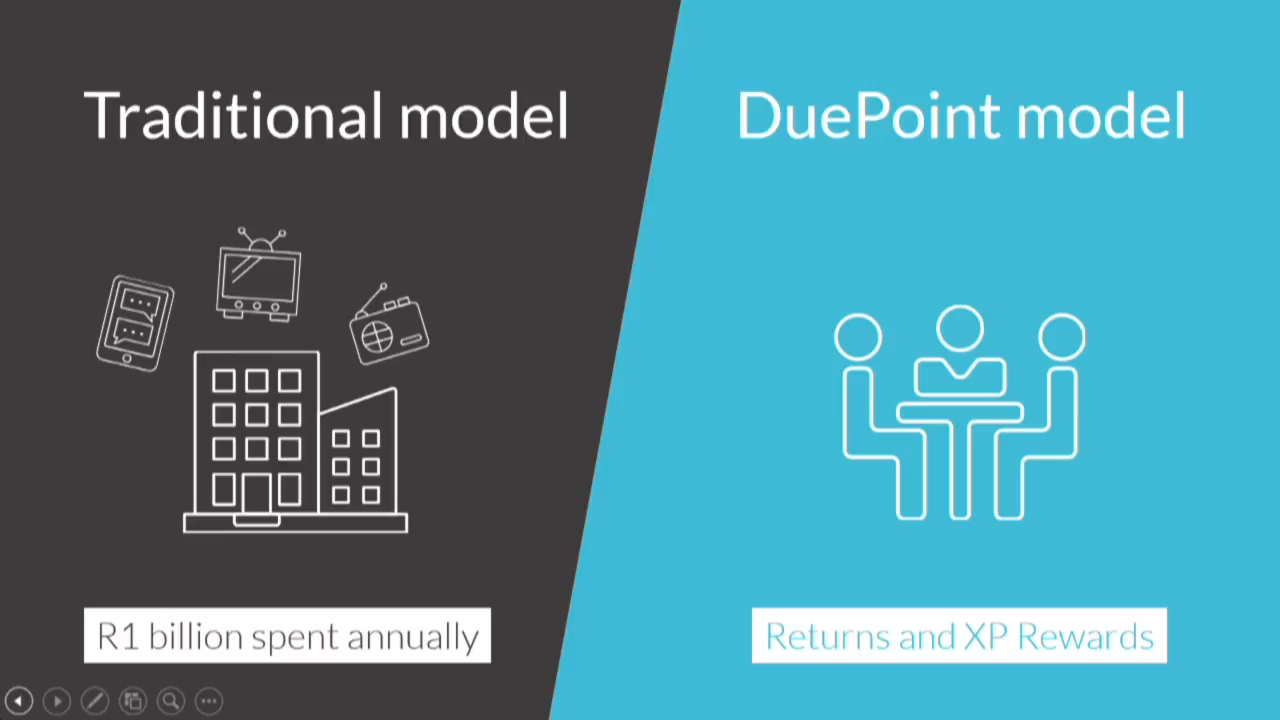 Traditional model
DuePoint model
R1 billion spent annually
Returns and XP Rewards